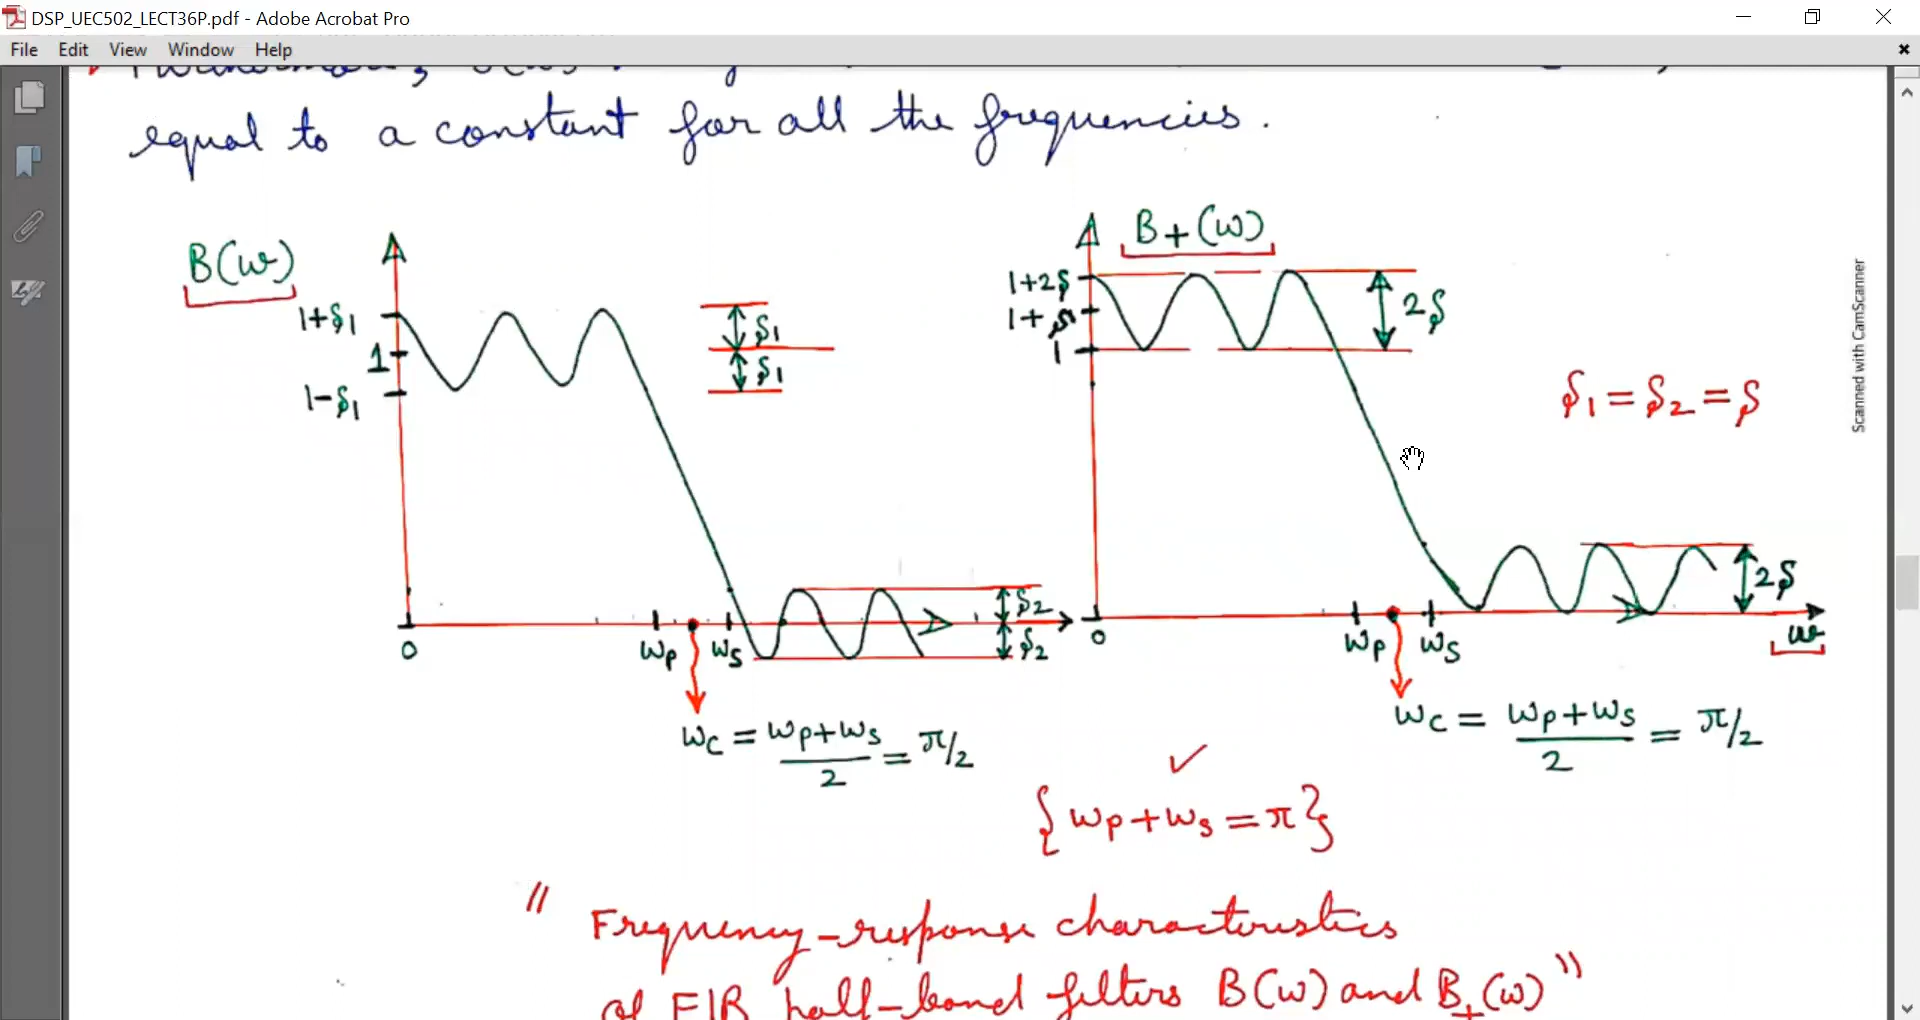 DSP_UEC502_LECT36P.pdf - Adobe Acrobat Pro
File Edit View Window Help
equal to a constant for all the frequencies.
B(ω)
1+δ1
1
1-δ1
δ1
δ1
δ2
δ2
0
ωp
ωs
ωc = ωp+ωs/2 = π/2
B+(ω)
1+2δ
1+δ
1
2δ
δ1 = δ2 = δ
2δ
0
ωp
ωs
ω
ωc = ωp+ωs/2 = π/2
{ωp+ωs = π}
" Frequency-response characteristics
of FIR half-band filters B(ω) and B+(ω) "
Scanned with CamScanner